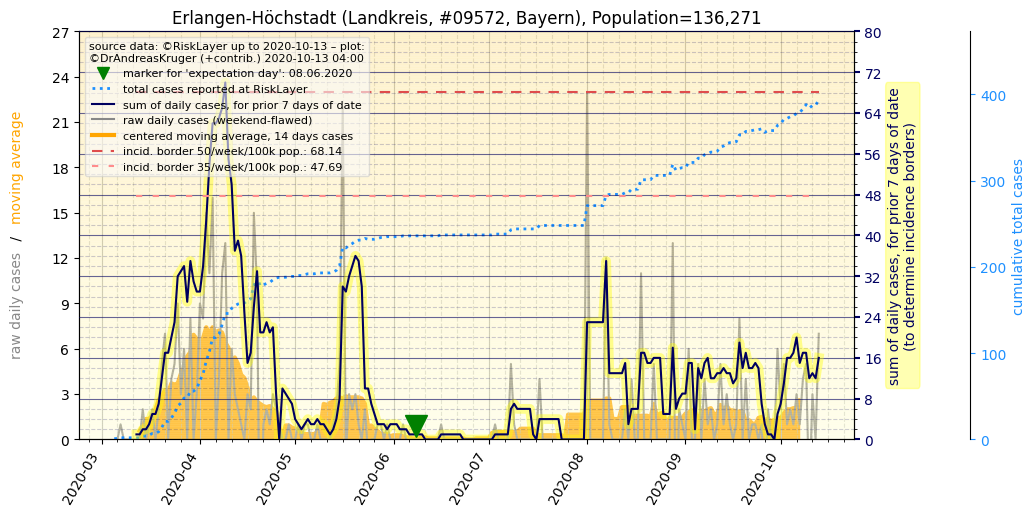 Erlangen-Höchstadt (Landkreis, #09572, Bayern), Population=136,271
source data: ©RiskLayer up to 2020-10-13 – plot:
©DrAndreasKruger (+contrib.) 2020-10-13 04:00
marker for 'expectation day': 08.06.2020
total cases reported at RiskLayer
sum of daily cases, for prior 7 days of date
raw daily cases (weekend-flawed)
centered moving average, 14 days cases
incid. border 50/week/100k pop.: 68.14
incid. border 35/week/100k pop.: 47.69
raw daily cases / moving average
27
24
21
18
15
12
9
6
3
0
2020-03
2020-04
2020-05
2020-06
2020-07
2020-08
2020-09
2020-10
80
72
64
56
48
40
32
24
16
8
0
sum of daily cases, for prior 7 days of date
(to determine incidence borders)
400
300
200
100
0
cumulative total cases